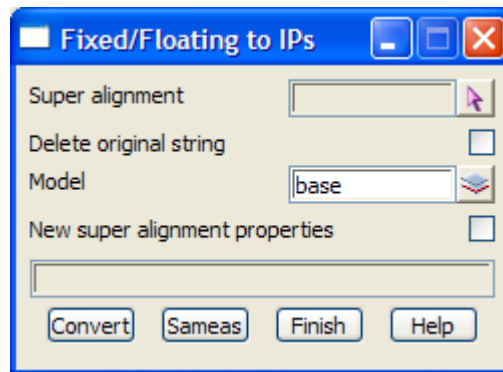 Fixed/Floating to IPs
Super alignment
Delete original string
Model base
New super alignment properties
Convert Sameas Finish Help